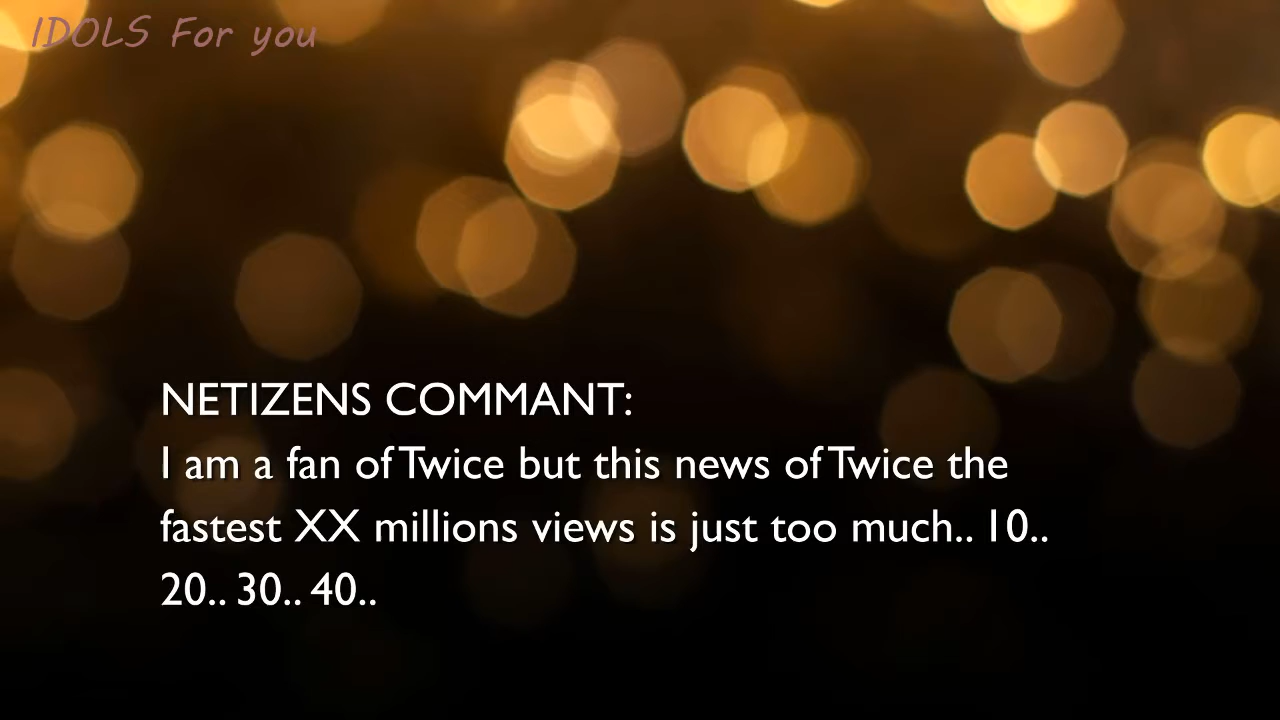 IDOLS For you
NETIZENS COMMANT:
I am a fan of Twice but this news of Twice the
fastest XX millions views is just too much.. 10..
20.. 30.. 40..